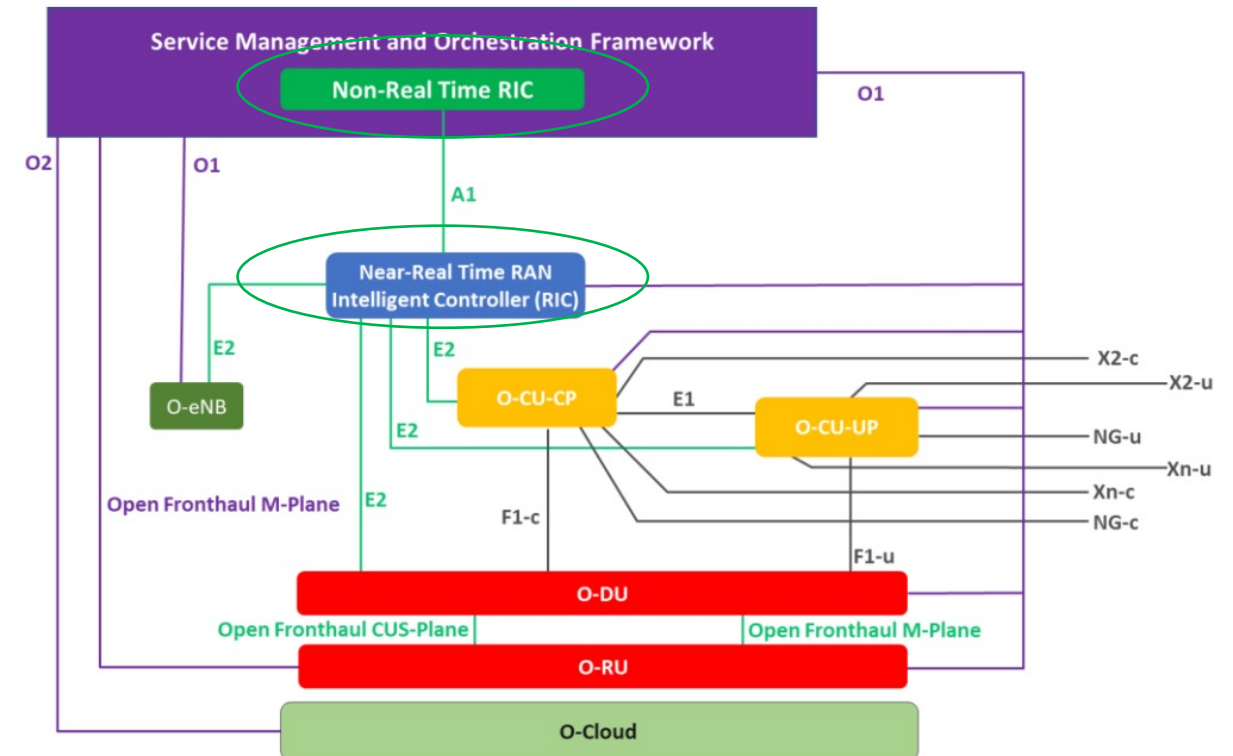 Service Management and Orchestration Framework
Non-Real Time RIC
O1
O2
O1
A1
Near-Real Time RAN
Intelligent Controller (RIC)
E2
E2
X2-c
X2-u
O-eNB
O-CU-CP
E1
O-CU-UP
E2
NG-u
Xn-u
Open Fronthaul M-Plane
E2
Xn-c
F1-c
NG-c
F1-u
O-DU
Open Fronthaul CUS-Plane
Open Fronthaul M-Plane
O-RU
O-Cloud